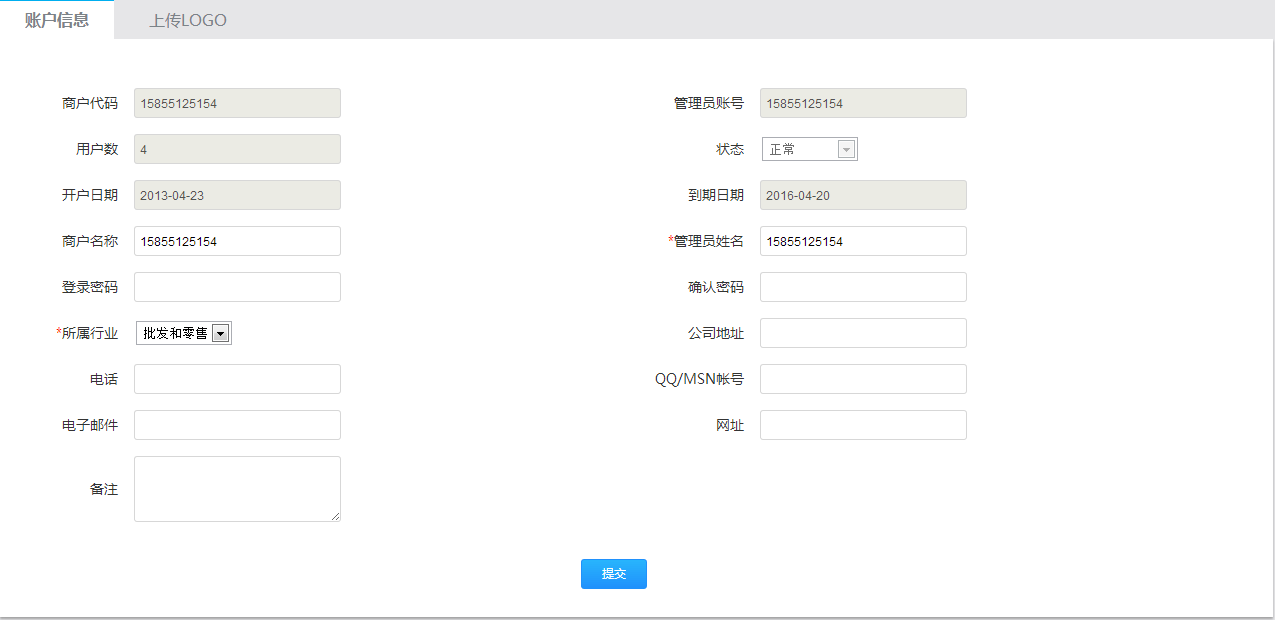 账户信息 上传LOGO
商户代码 15855125154 管理员账号 15855125154
用户数 4 状态 正常
开户日期 2013-04-23 到期日期 2016-04-20
商户名称 15855125154 *管理员姓名 15855125154
登录密码 确认密码
*所属行业 批发和零售 公司地址
电话 QQ/MSN帐号
电子邮件 网址
备注
提交